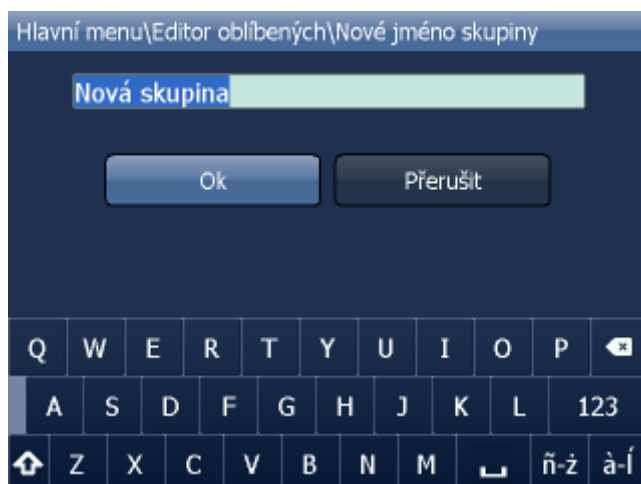 Hlavní menu\Editor oblíbených\Nové jméno skupiny
Nová skupina
Ok Přerušit
Q W E R T Y U I O P
A S D F G H J K L 123
Z X C V B N M ñ-ż à-Í